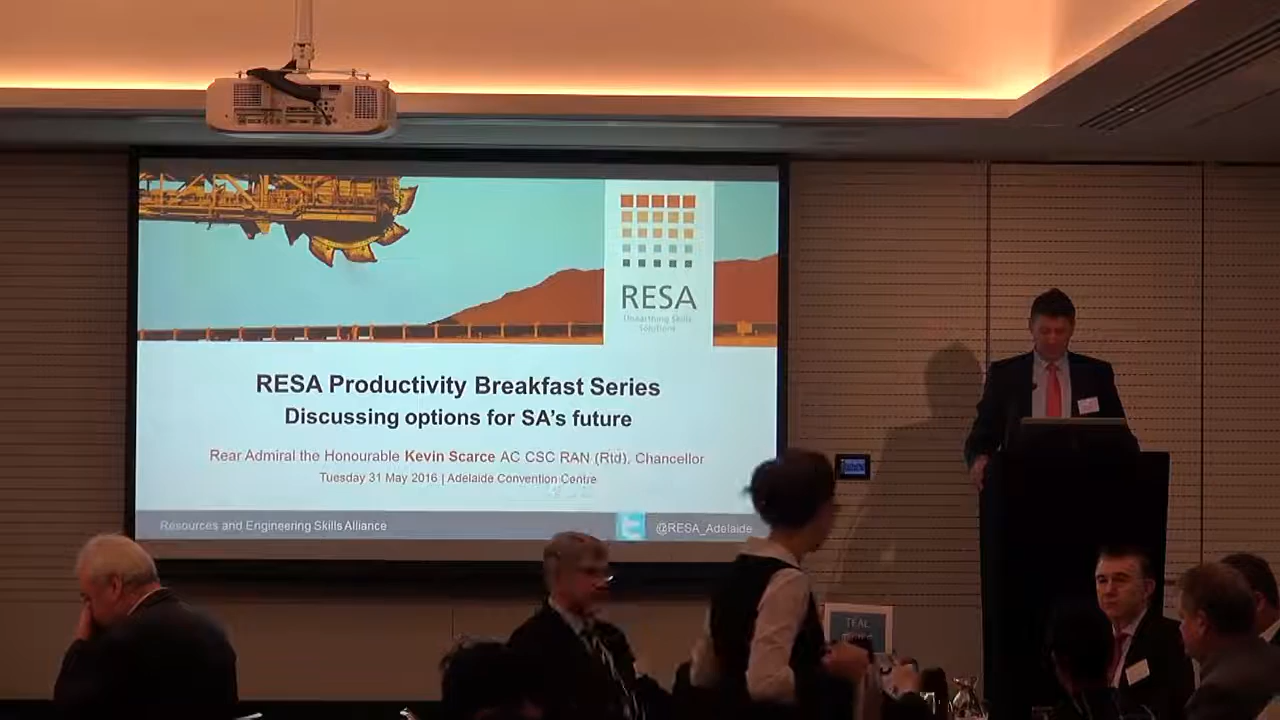 RESA
Unearthing Skills
Solutions
RESA Productivity Breakfast Series
Discussing options for SA's future
Rear Admiral the Honourable Kevin Scarce AC CSC RAN (Rtd), Chancellor
Tuesday 31 May 2016 | Adelaide Convention Centre
Resources and Engineering Skills Alliance
@RESA_Adelaide
TEAL